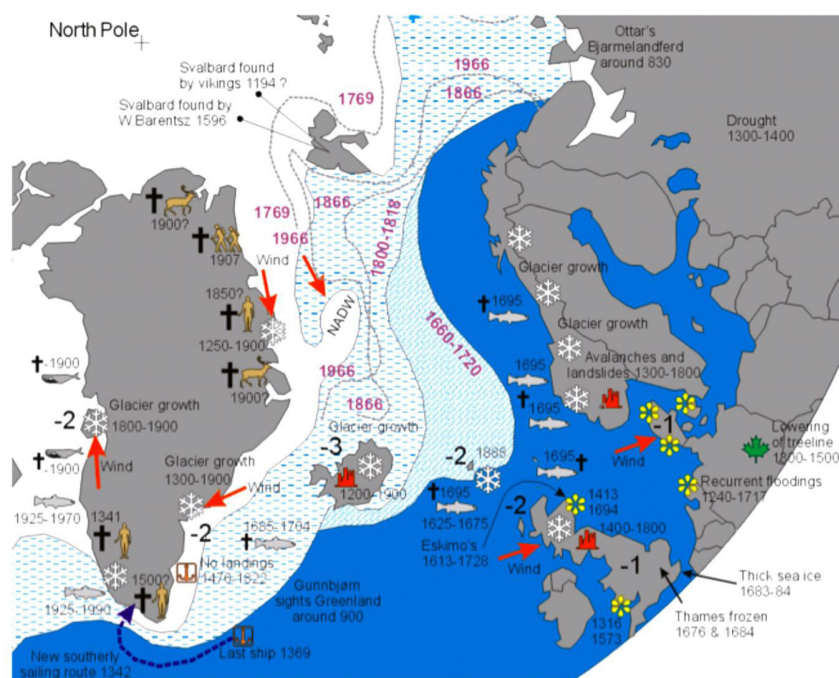 North Pole
Ottar's
Bjarmelandferd
around 830
Svalbard found
by vikings 1194 ?
Svalbard found by
W.Barentsz 1596
1769
1966
1866
Drought
1300-1400
1900?
1907
1769
1966
1866
1800-1818
1660-1720
Wind
NADW
1850?
1250-1900
1900?
Glacier growth
1695
Glacier growth
Avalanches and
landslides 1300-1800
1695
1695
-1900
-2
Glacier growth
1800-1900
-1900
Wind
1966
1866
Glacier growth
-3
1200-1900
-2
1888
1695
-1
Wind
Lowering
of treeline
1300-1500
Recurrent floodings
1240-1717
Glacier growth
1300-1900
Wind
-2
1925-1970
1341
1695
1625-1675
1685-1704
-2
1413
1694
1400-1800
Eskimo's
1613-1728
Wind
-1
No landings
1470-1822
1500?
1925-1990
Gunnbjørn
sights Greenland
around 900
Last ship 1369
New southerly
sailing route 1342
1316
1573
Thick sea ice
1683-84
Thames frozen
1676 & 1684